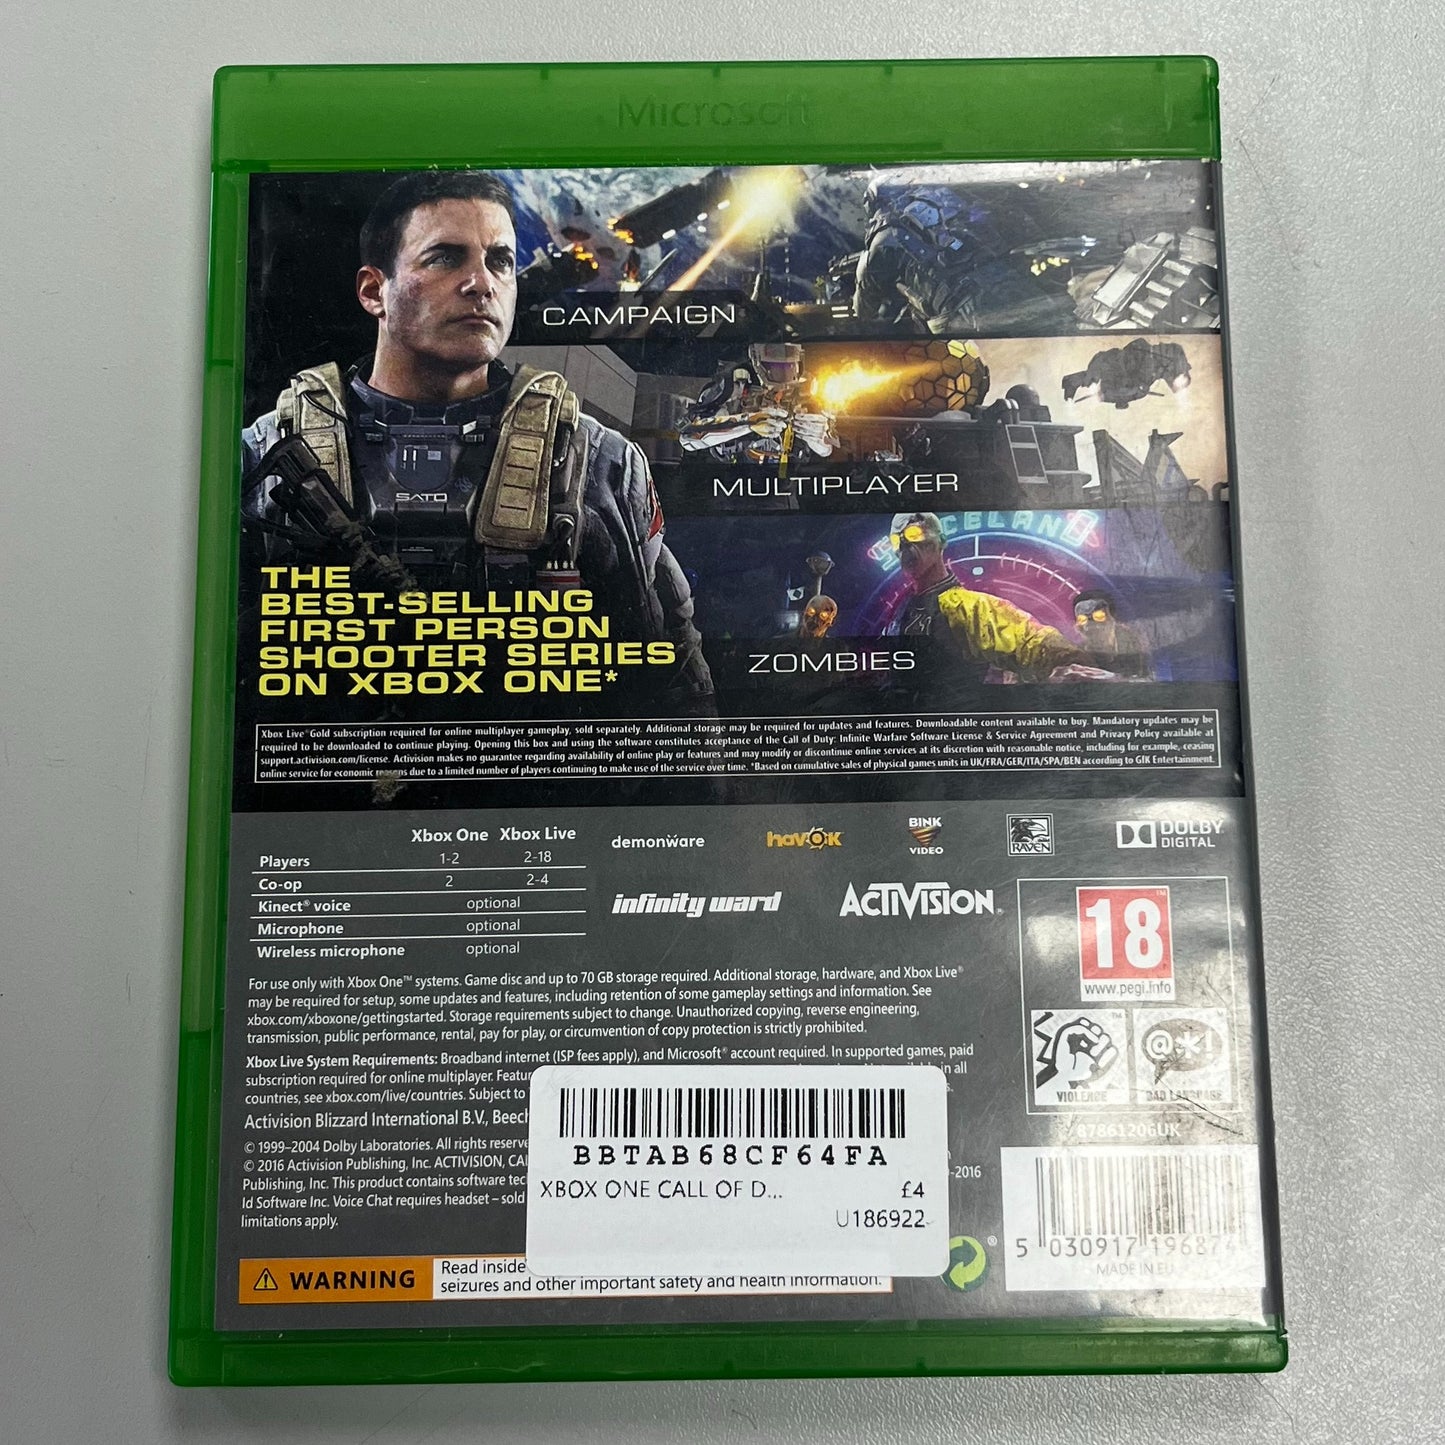 Microsoft
CAMPAIGN
MULTIPLAYER
SATO
CELAND
ZOMBIES
THE
BEST-SELLING
FIRST PERSON
SHOOTER SERIES
ON XBOX ONE*
Xbox Live® Gold subscription required for online multiplayer gameplay, sold separately. Additional storage may be required for updates and features. Downloadable content available to buy. Mandatory updates may be
required to be downloaded to continue playing. Opening this box and using the software constitutes acceptance of the Call of Duty: Infinite Warfare Software License & Service Agreement and Privacy Policy available at
support.activision.com/license. Activision makes no guarantee regarding availability of online play or features and may modify or discontinue online services at its discretion with reasonable notice, including for example, ceasing
online service for economic reasons due to a limited number of players continuing to make use of the service over time. *Based on cumulative sales of physical games units in UK/FRA/GER/ITA/SPA/BEN according to GfK Entertainment.
Xbox One Xbox Live
Players 1-2 2-18
Co-op 2 2-4
Kinect® voice optional
Microphone optional
Wireless microphone optional
demonware
havok
BINK
VIDEO
RAVEN
DOLBY
DIGITAL
infinity ward
ACTIVISION
18
www.pegi.info
VIOLENCE
@*!
BAD LANGUAGE
For use only with Xbox One™ systems. Game disc and up to 70 GB storage required. Additional storage, hardware, and Xbox Live®
may be required for setup, some updates and features, including retention of some gameplay settings and information. See
xbox.com/xboxone/gettingstarted. Storage requirements subject to change. Unauthorized copying, reverse engineering,
transmission, public performance, rental, pay for play, or circumvention of copy protection is strictly prohibited.
Xbox Live System Requirements: Broadband internet (ISP fees apply), and Microsoft® account required. In supported games, paid
subscription required for online multiplayer. in all
countries, see xbox.com/live/countries. Subject to
Activision Blizzard International B.V.,
© 1999–2004 Dolby Laboratories. All rights
© 2016 Activision Publishing, Inc. ACTIVISION, -2016
Publishing, Inc. This product contains software
Id Software Inc. Voice Chat requires headset – sold
limitations apply.
87861206UK
BBTAB68CF64FA
XBOX ONE CALL OF D... £4
U186922
5 030917 196874
MADE IN EU
WARNING
Read inside
seizures and other important safety and health information.